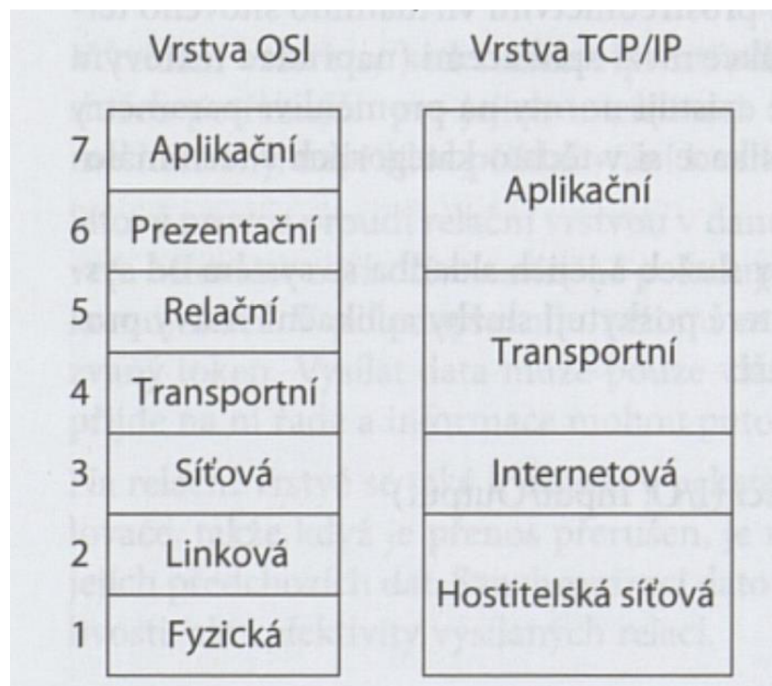 Vrstva OSI
Vrstva TCP/IP
7 Aplikační
6 Prezentační
5 Relační
4 Transportní
3 Síťová
2 Linková
1 Fyzická
Aplikační
Transportní
Internetová
Hostitelská síťová